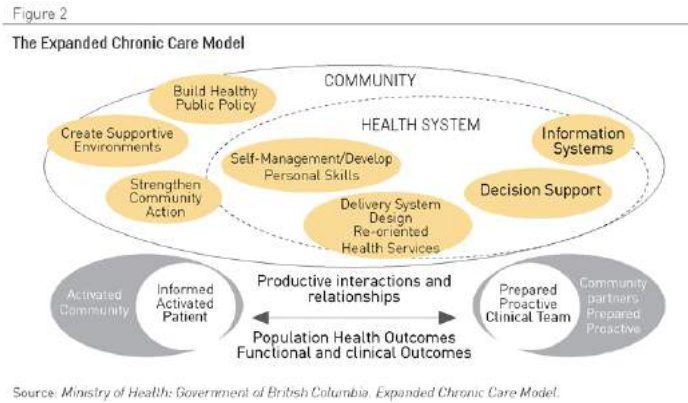 Figure 2
The Expanded Chronic Care Model
COMMUNITY
Build Healthy
Public Policy
HEALTH SYSTEM
Create Supportive
Environments
Information
Systems
Self-Management/Develop
Personal Skills
Strengthen
Community
Action
Decision Support
Delivery System
Design
Re-oriented
Health Services
Activated
Community
Informed
Activated
Patient
Productive interactions and
relationships
Population Health Outcomes
Functional and clinical Outcomes
Prepared
Proactive
Clinical Team
Community
partners
Prepared
Proactive
Source: Ministry of Health: Government of British Columbia. Expanded Chronic Care Model.